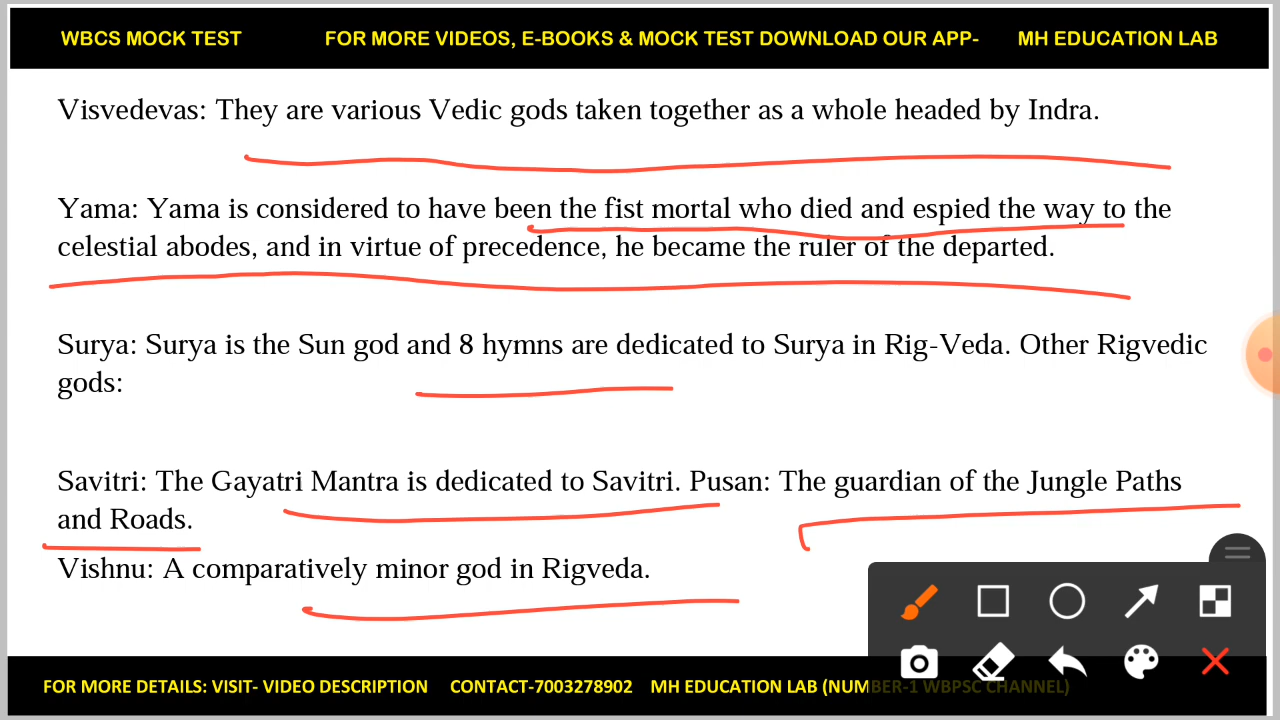 WBCS MOCK TEST FOR MORE VIDEOS, E-BOOKS & MOCK TEST DOWNLOAD OUR APP- MH EDUCATION LAB
Visvedevas: They are various Vedic gods taken together as a whole headed by Indra.
Yama: Yama is considered to have been the fist mortal who died and espied the way to the
celestial abodes, and in virtue of precedence, he became the ruler of the departed.
Surya: Surya is the Sun god and 8 hymns are dedicated to Surya in Rig-Veda. Other Rigvedic
gods:
Savitri: The Gayatri Mantra is dedicated to Savitri. Pusan: The guardian of the Jungle Paths
and Roads.
Vishnu: A comparatively minor god in Rigveda.
FOR MORE DETAILS: VISIT- VIDEO DESCRIPTION CONTACT-7003278902 MH EDUCATION LAB (NUMBER-1 WBPSC CHANNEL)